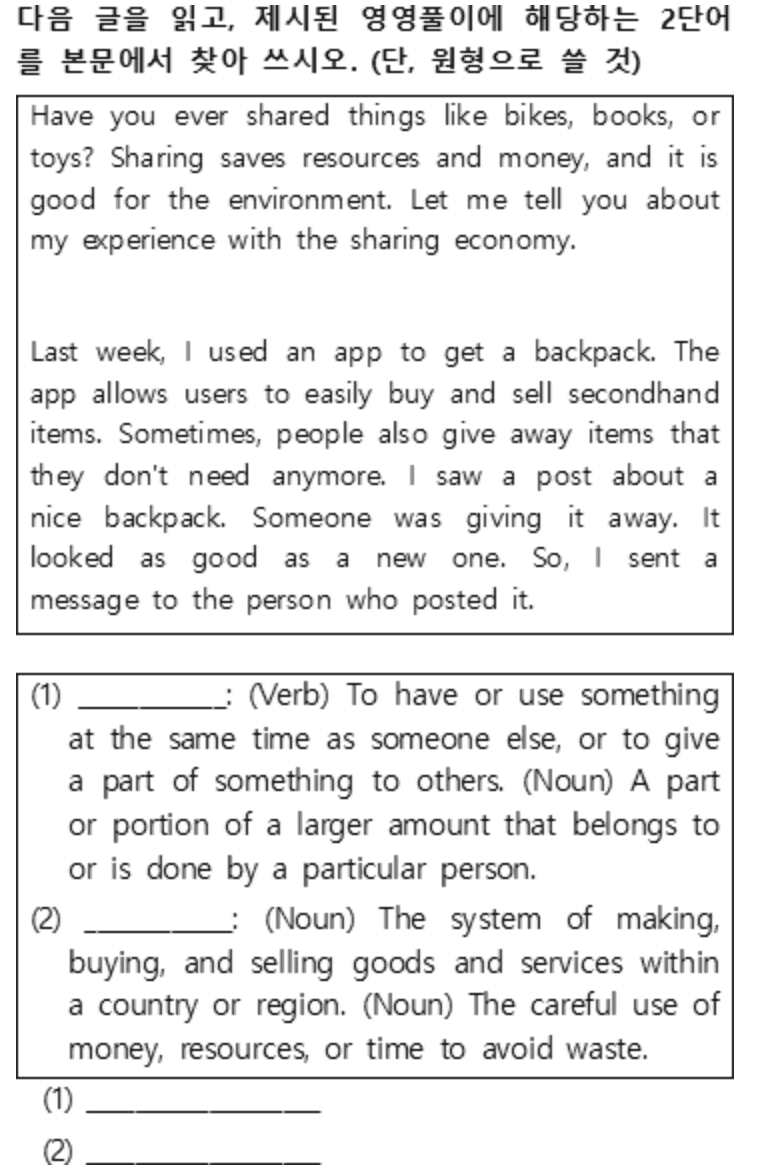 다음 글을 읽고, 제시된 영영풀이에 해당하는 2단어
를 본문에서 찾아 쓰시오. (단, 원형으로 쓸 것)
Have you ever shared things like bikes, books, or
toys? Sharing saves resources and money, and it is
good for the environment. Let me tell you about
my experience with the sharing economy.
Last week, I used an app to get a backpack. The
app allows users to easily buy and sell secondhand
items. Sometimes, people also give away items that
they don't need anymore. I saw a post about a
nice backpack. Someone was giving it away. It
looked as good as a new one. So, I sent a
message to the person who posted it.
(1) __________: (Verb) To have or use something
at the same time as someone else, or to give
a part of something to others. (Noun) A part
or portion of a larger amount that belongs to
or is done by a particular person.
(2) __________: (Noun) The system of making,
buying, and selling goods and services within
a country or region. (Noun) The careful use of
money, resources, or time to avoid waste.
(1) ________________
(2) ________________